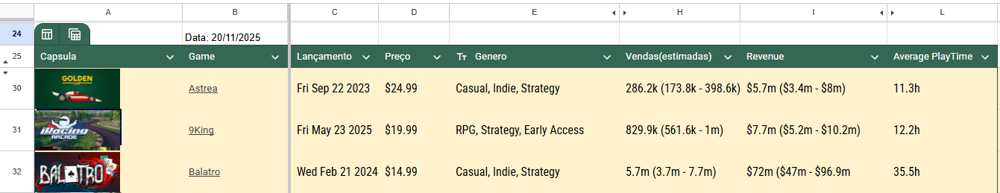 A B C D E H I L
24 Data: 20/11/2025
25 Capsula Game Lançamento Preço Tт Genero Vendas(estimadas) Revenue Average PlayTime
30 GOLDEN LAP Astrea Fri Sep 22 2023 $24.99 Casual, Indie, Strategy 286.2k (173.8k - 398.6k) $5.7m ($3.4m - $8m) 11.3h
31 iRacing ARCADE 9King Fri May 23 2025 $19.99 RPG, Strategy, Early Access 829.9k (561.6k - 1m) $7.7m ($5.2m - $10.2m) 12.2h
32 BALATRO Balatro Wed Feb 21 2024 $14.99 Casual, Indie, Strategy 5.7m (3.7m - 7.7m) $72m ($47m - $96.9m 35.5h